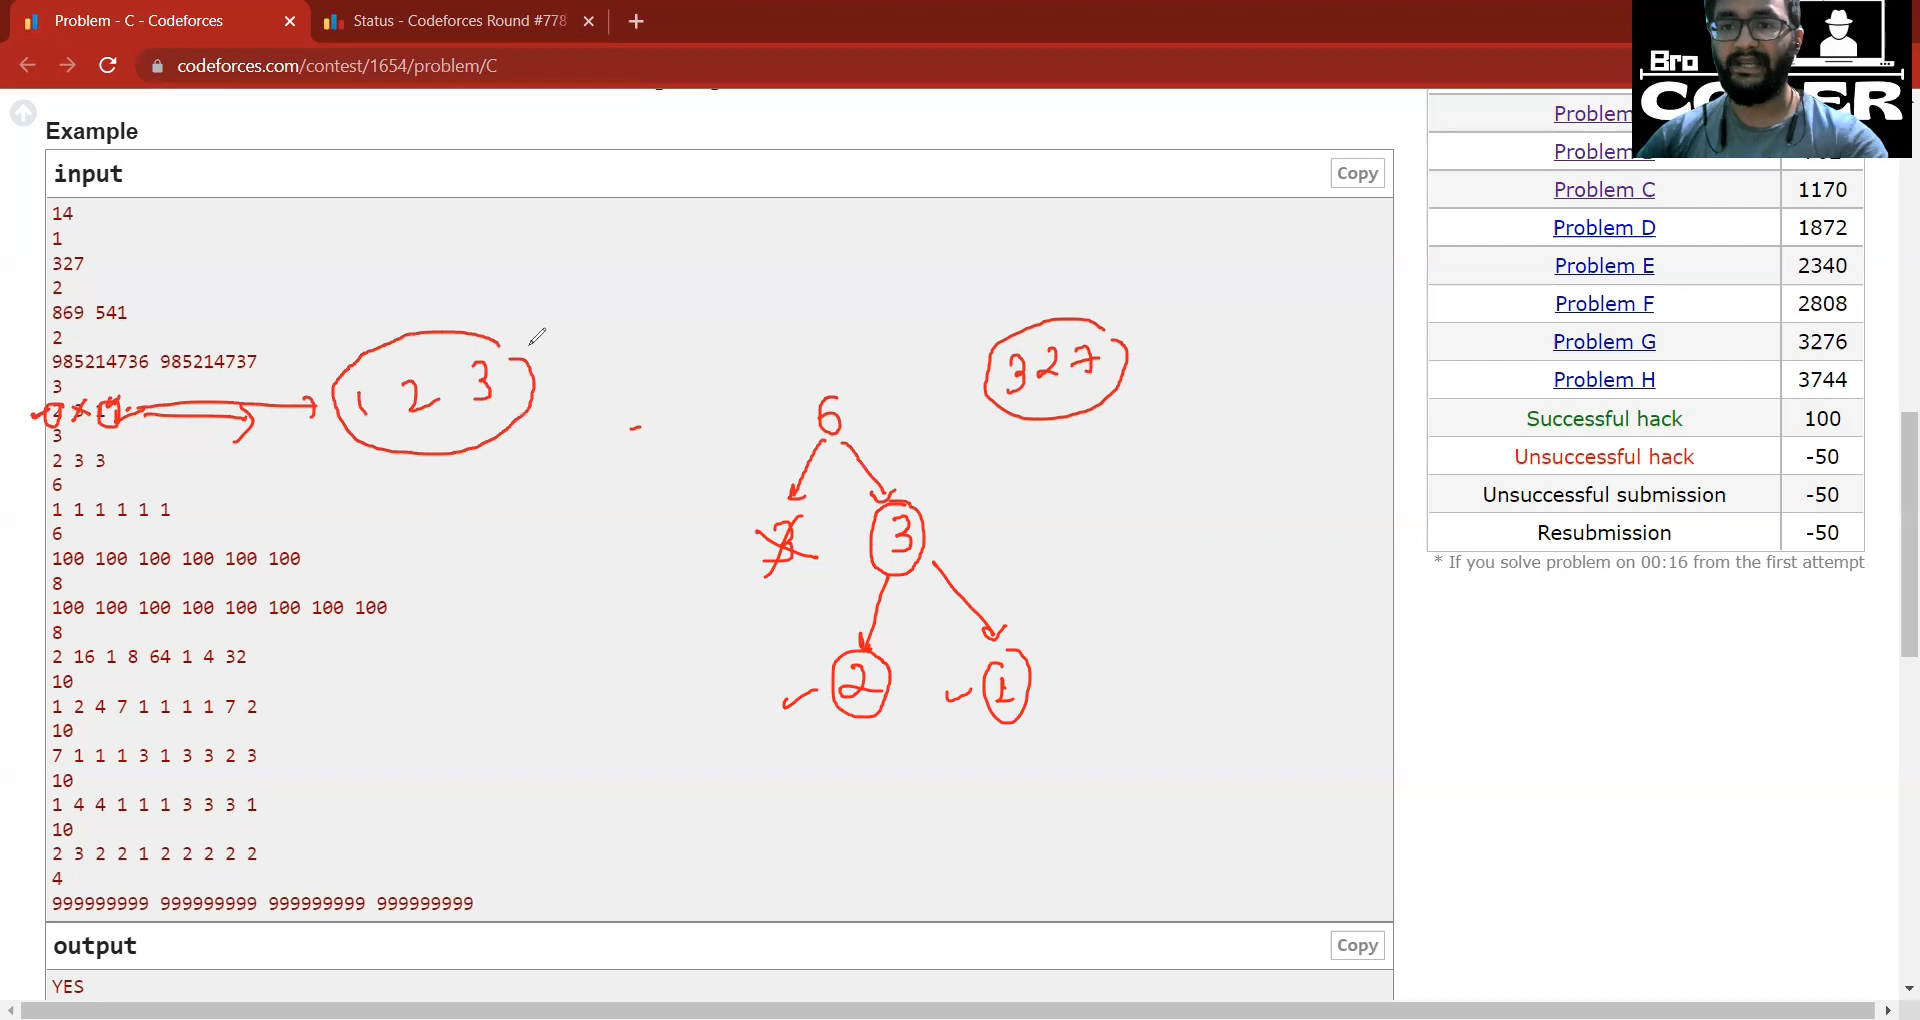 Problem - C - Codeforces
Status - Codeforces Round #778
codeforces.com/contest/1654/problem/C
Bro
Example
input
Copy
14
1
327
2
869 541
2
985214736 985214737
3
3
2 3 3
6
1 1 1 1 1 1
6
100 100 100 100 100 100
8
100 100 100 100 100 100 100 100
8
2 16 1 8 64 1 4 32
10
1 2 4 7 1 1 1 1 7 2
10
7 1 1 1 3 1 3 3 2 3
10
1 4 4 1 1 1 3 3 3 1
10
2 3 2 2 1 2 2 2 2 2
4
999999999 999999999 999999999 999999999
1 2 3
327
6
3 3
2 1
output
Copy
YES
Problem
Problem
Problem C 1170
Problem D 1872
Problem E 2340
Problem F 2808
Problem G 3276
Problem H 3744
Successful hack 100
Unsuccessful hack -50
Unsuccessful submission -50
Resubmission -50
* If you solve problem on 00:16 from the first attempt